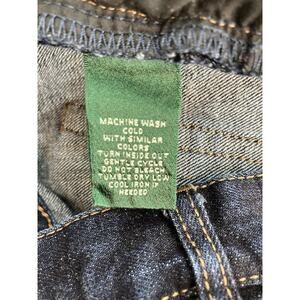 MACHINE WASH
COLD
WITH SIMILAR
COLORS
TURN INSIDE OUT
GENTLE CYCLE
DO NOT BLEACH
TUMBLE DRY LOW
COOL IRON IF
NEEDED